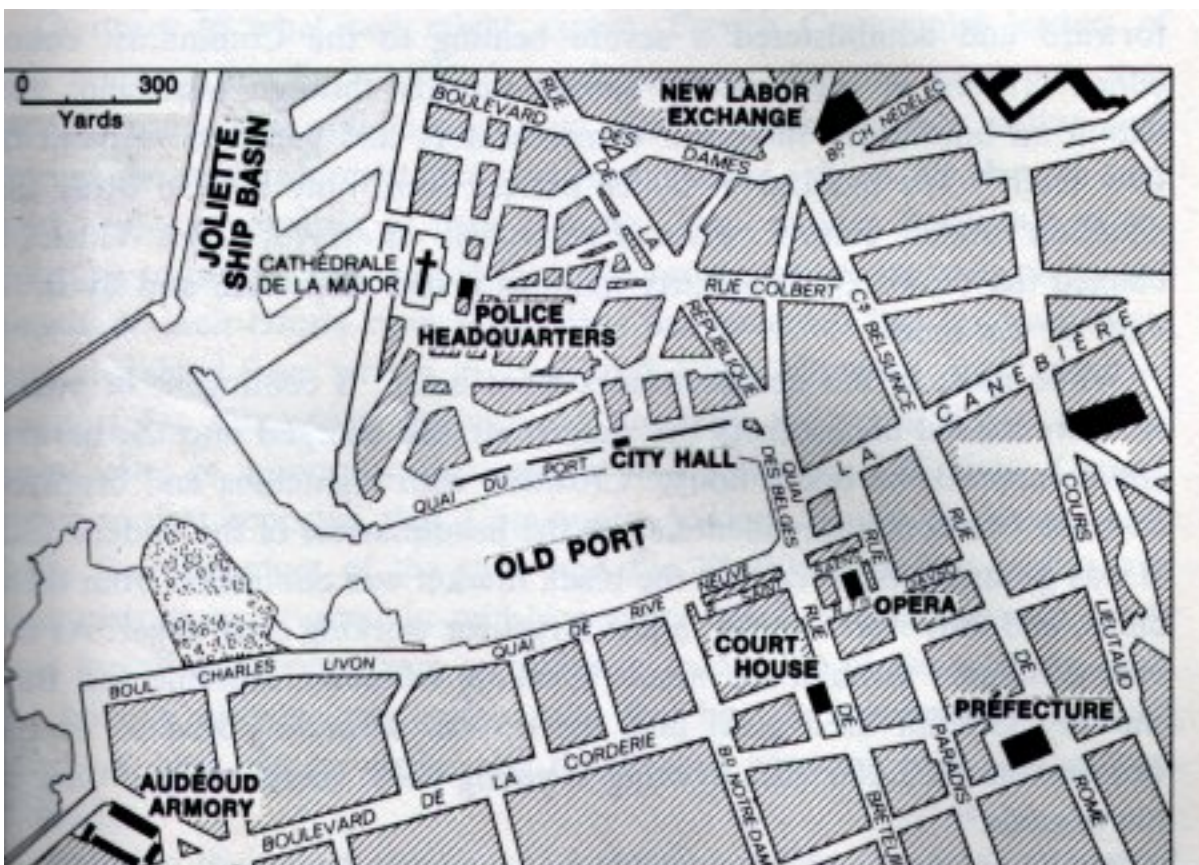 0 300
Yards
JOLIETTE
SHIP BASIN
BOULEVARD
DES DAMES
RUE
DE
LA
RÉPUBLIQUE
NEW LABOR
EXCHANGE
BD. CH NÉDELEC
CATHÉDRALE
DE LA MAJOR
POLICE
HEADQUARTERS
RUE COLBERT
CS BELSUNCE
LA CANEBIÈRE
CITY HALL
QUAI DU PORT
QUAI
DES BELGES
OLD PORT
COURS
LIEUTAUD
RUE
DE
ROME
OPERA
RUE
PARADIS
COURT
HOUSE
RUE
DE
BRETEUIL
QUAI DE RIVE NEUVE
BOUL CHARLES LIVON
PRÉFECTURE
AUDÉOUD
ARMORY
BOULEVARD DE LA CORDERIE
BD NOTRE DAM